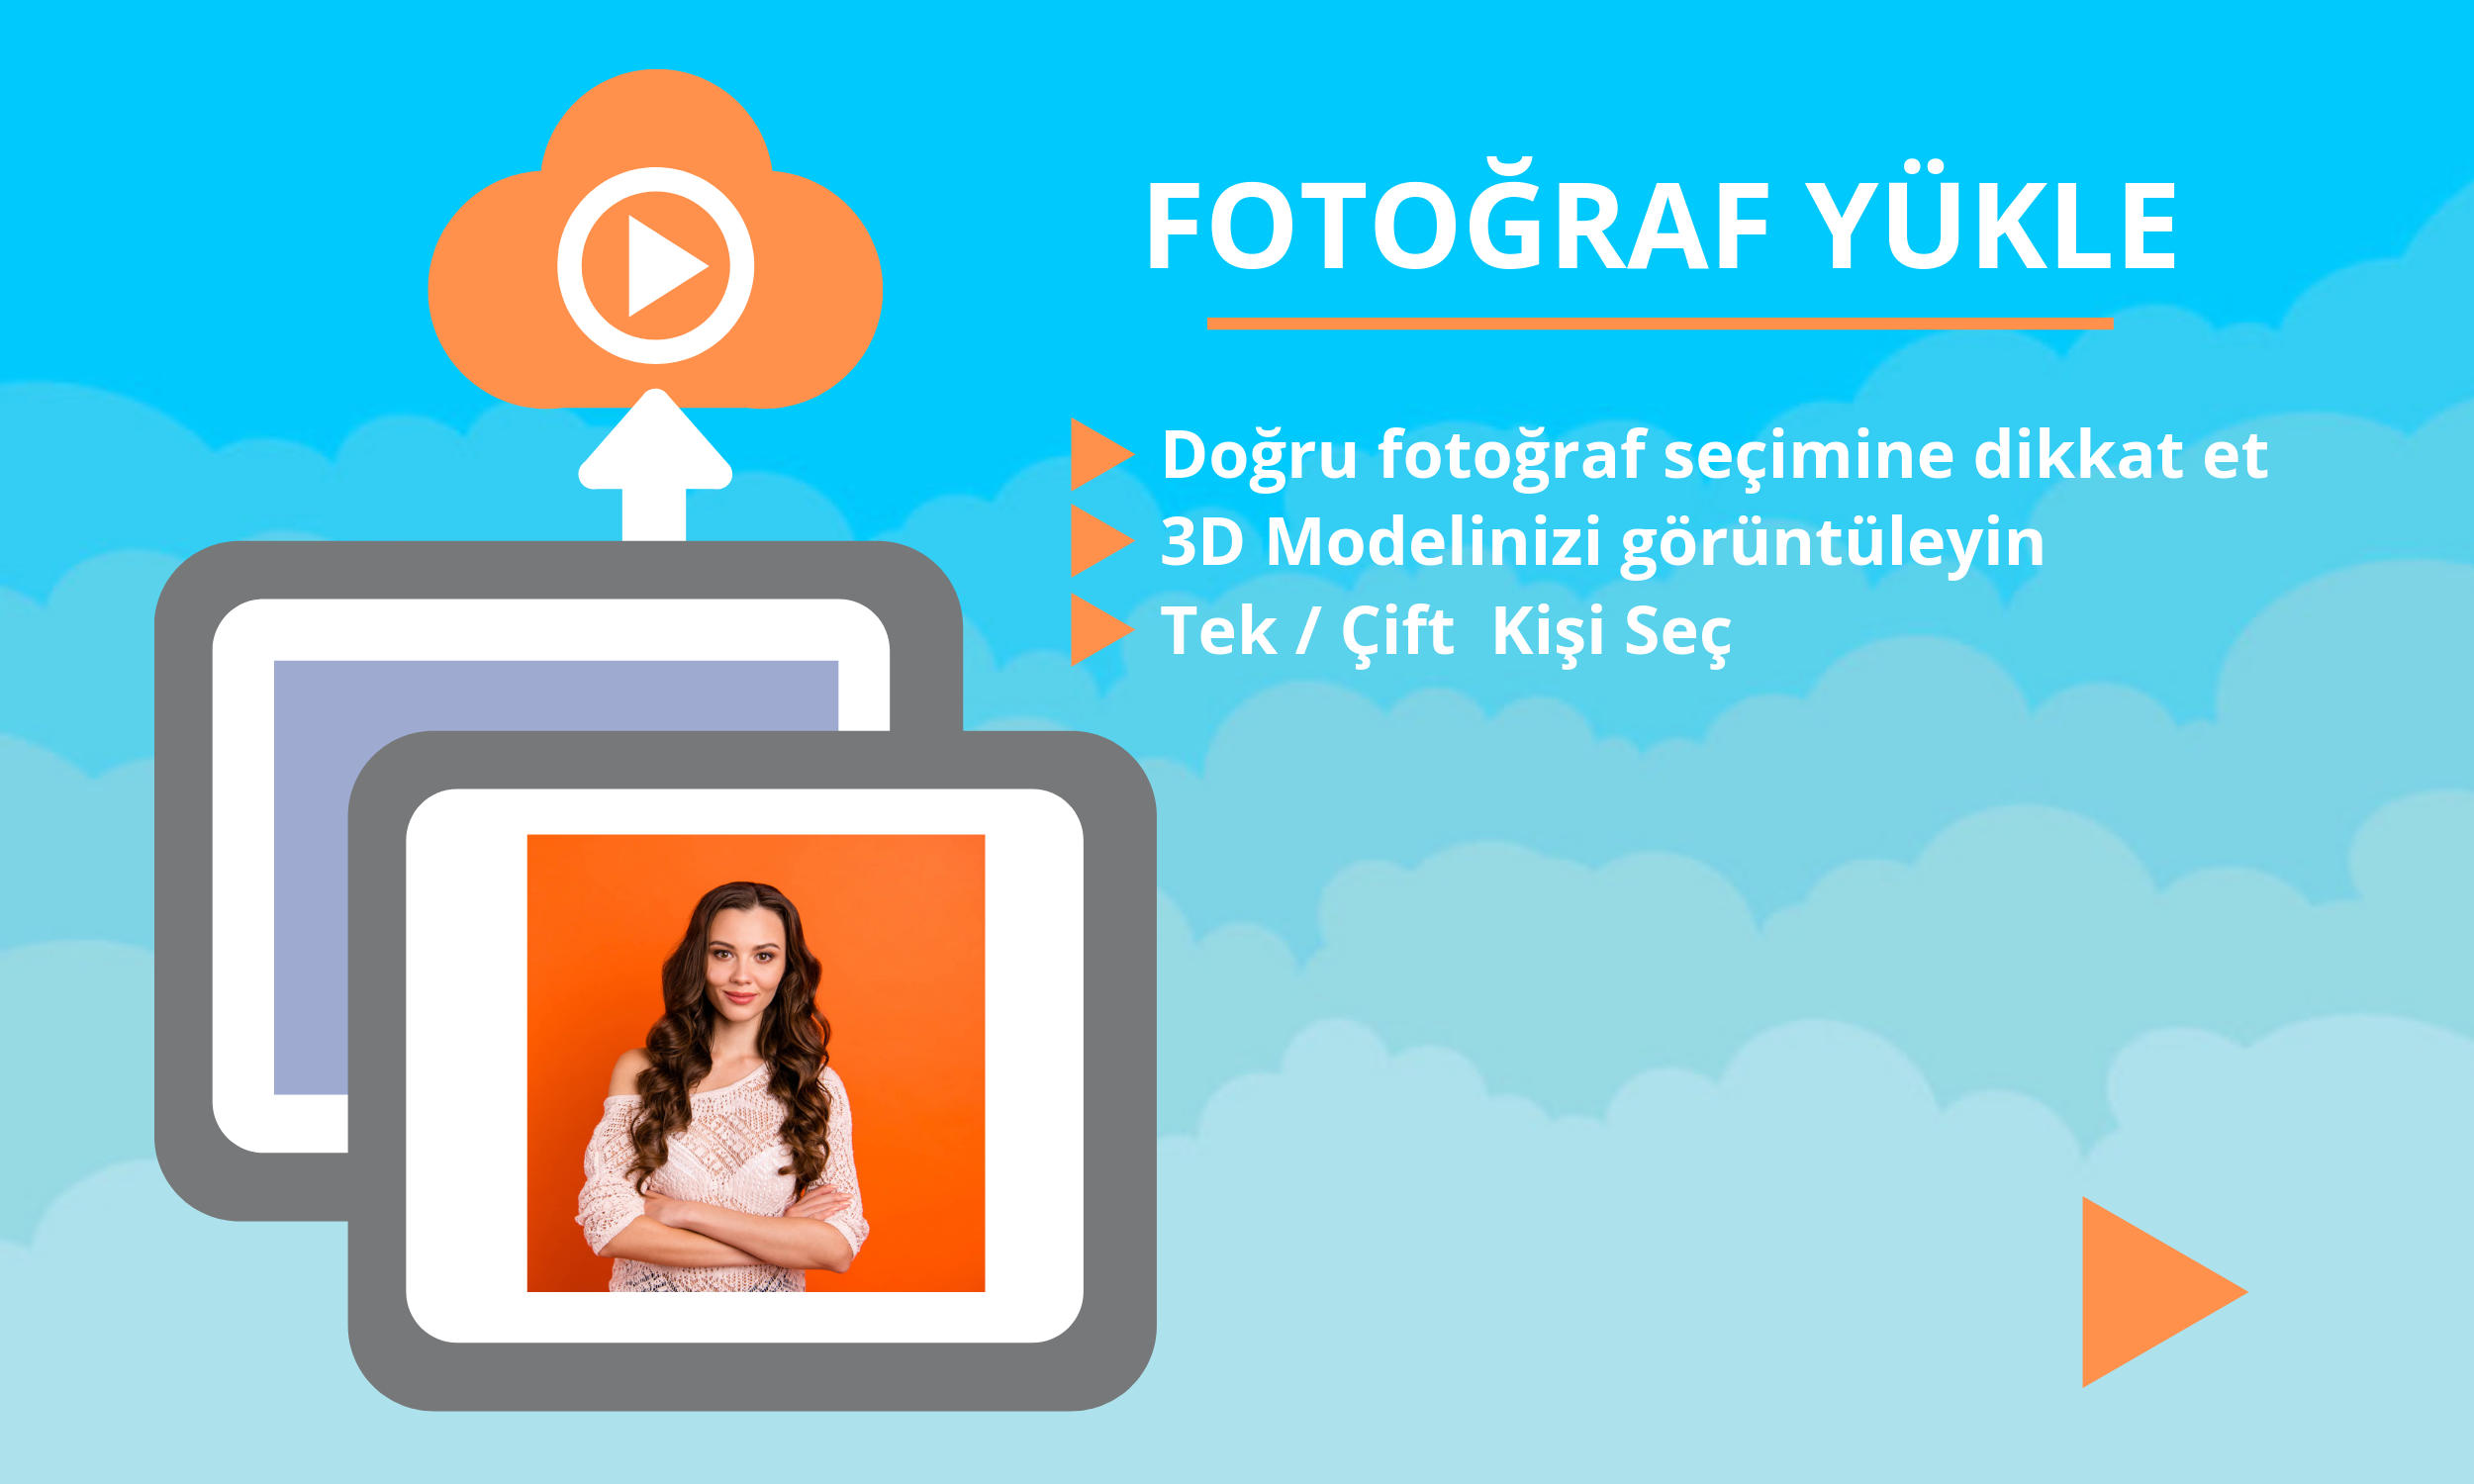 FOTOĞRAF YÜKLE
Doğru fotoğraf seçimine dikkat et
3D Modelinizi görüntüleyin
Tek / Çift  Kişi Seç